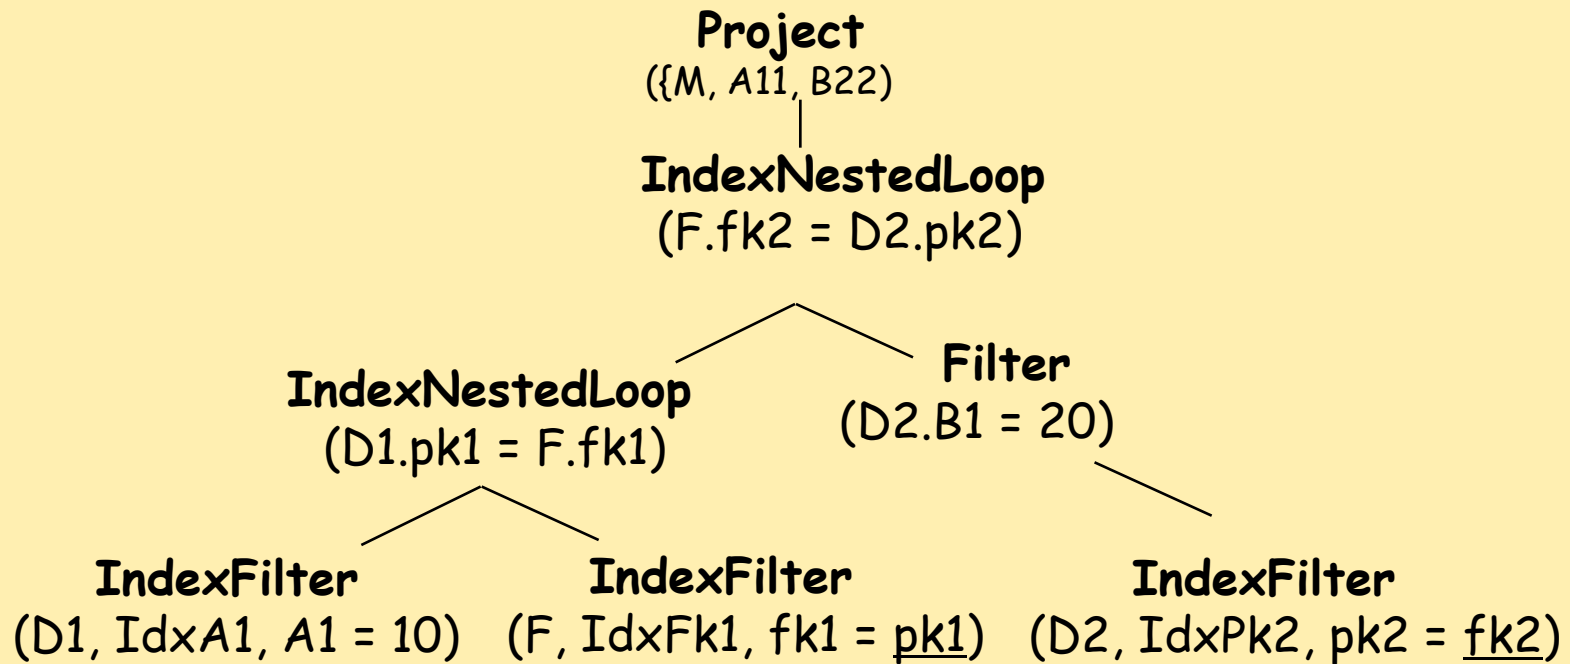 Project
({M, A11, B22)
IndexNestedLoop
(F.fk2 = D2.pk2)
IndexNestedLoop
(D1.pk1 = F.fk1)
Filter
(D2.B1 = 20)
IndexFilter
(D1, IdxA1, A1 = 10)
IndexFilter
(F, IdxFk1, fk1 = pk1)
IndexFilter
(D2, IdxPk2, pk2 = fk2)